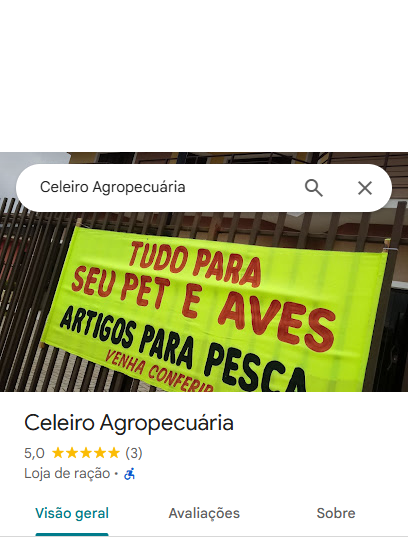 Celeiro Agropecuária
TUDO PARA
SEU PET E AVES
ARTIGOS PARA PESCA
VENHA CONFERIR
Celeiro Agropecuária
5,0 ★★★★★ (3)
Loja de ração ·
Visão geral
Avaliações
Sobre